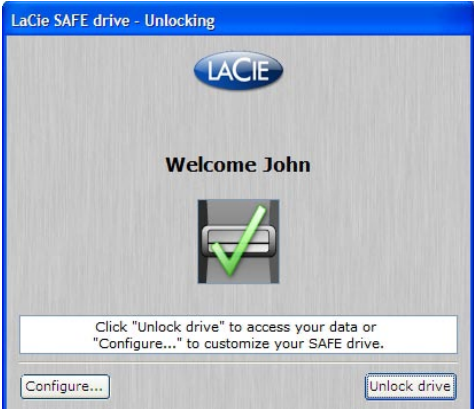 LaCie SAFE drive - Unlocking
LACIE
Welcome John
Click "Unlock drive" to access your data or
"Configure..." to customize your SAFE drive.
Configure...
Unlock drive